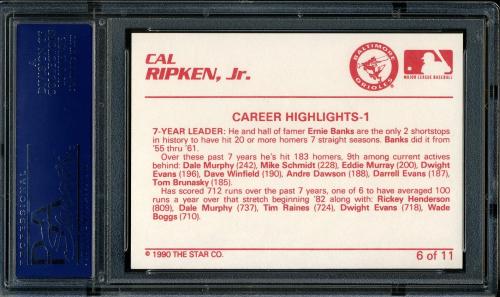 CAL
RIPKEN, Jr.
BALTIMORE
ORIOLES
MAJOR LEAGUE BASEBALL
CAREER HIGHLIGHTS-1
7-YEAR LEADER: He and hall of famer Ernie Banks are the only 2 shortstops
in history to have hit 20 or more homers 7 straight seasons. Banks did it from
'55 thru '61.
Over these past 7 years he's hit 183 homers, 9th among current actives
behind: Dale Murphy (242), Mike Schmidt (228), Eddie Murray (200), Dwight
Evans (196), Dave Winfield (190), Andre Dawson (188), Darrell Evans (187),
Tom Brunasky (185).
Has scored 712 runs over the past 7 years, one of 6 to have averaged 100
runs a year over that stretch beginning '82 along with: Rickey Henderson
(809), Dale Murphy (737), Tim Raines (724), Dwight Evans (718), Wade
Boggs (710).
© 1990 THE STAR CO.
6 of 11
PSA